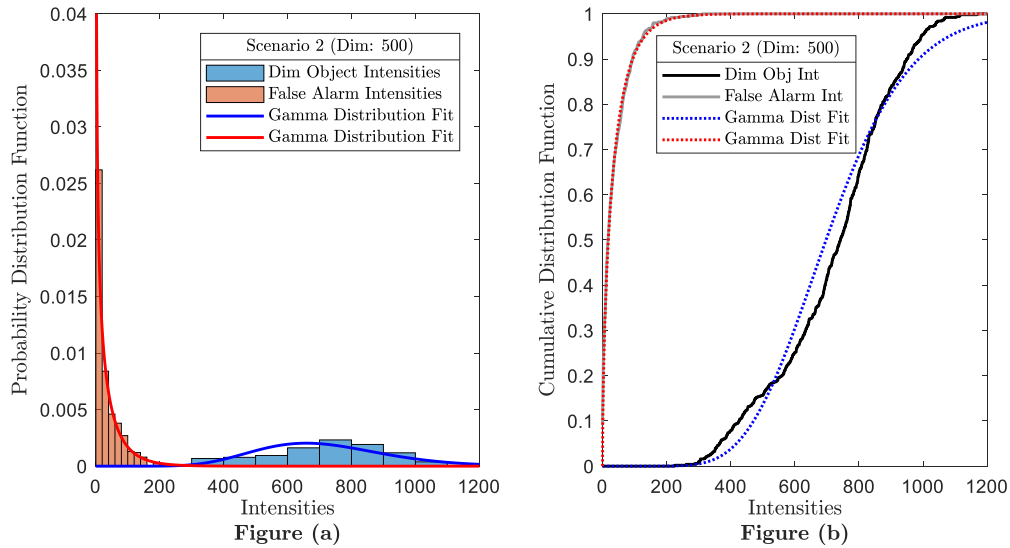 Probability Distribution Function
0.04
0.035
0.03
0.025
0.02
0.015
0.01
0.005
0
Scenario 2 (Dim: 500)
Dim Object Intensities
False Alarm Intensities
Gamma Distribution Fit
Gamma Distribution Fit
0 200 400 600 800 1000 1200
Intensities
Figure (a)
Cumulative Distribution Function
1
0.9
0.8
0.7
0.6
0.5
0.4
0.3
0.2
0.1
0
Scenario 2 (Dim: 500)
Dim Obj Int
False Alarm Int
Gamma Dist Fit
Gamma Dist Fit
0 200 400 600 800 1000 1200
Intensities
Figure (b)